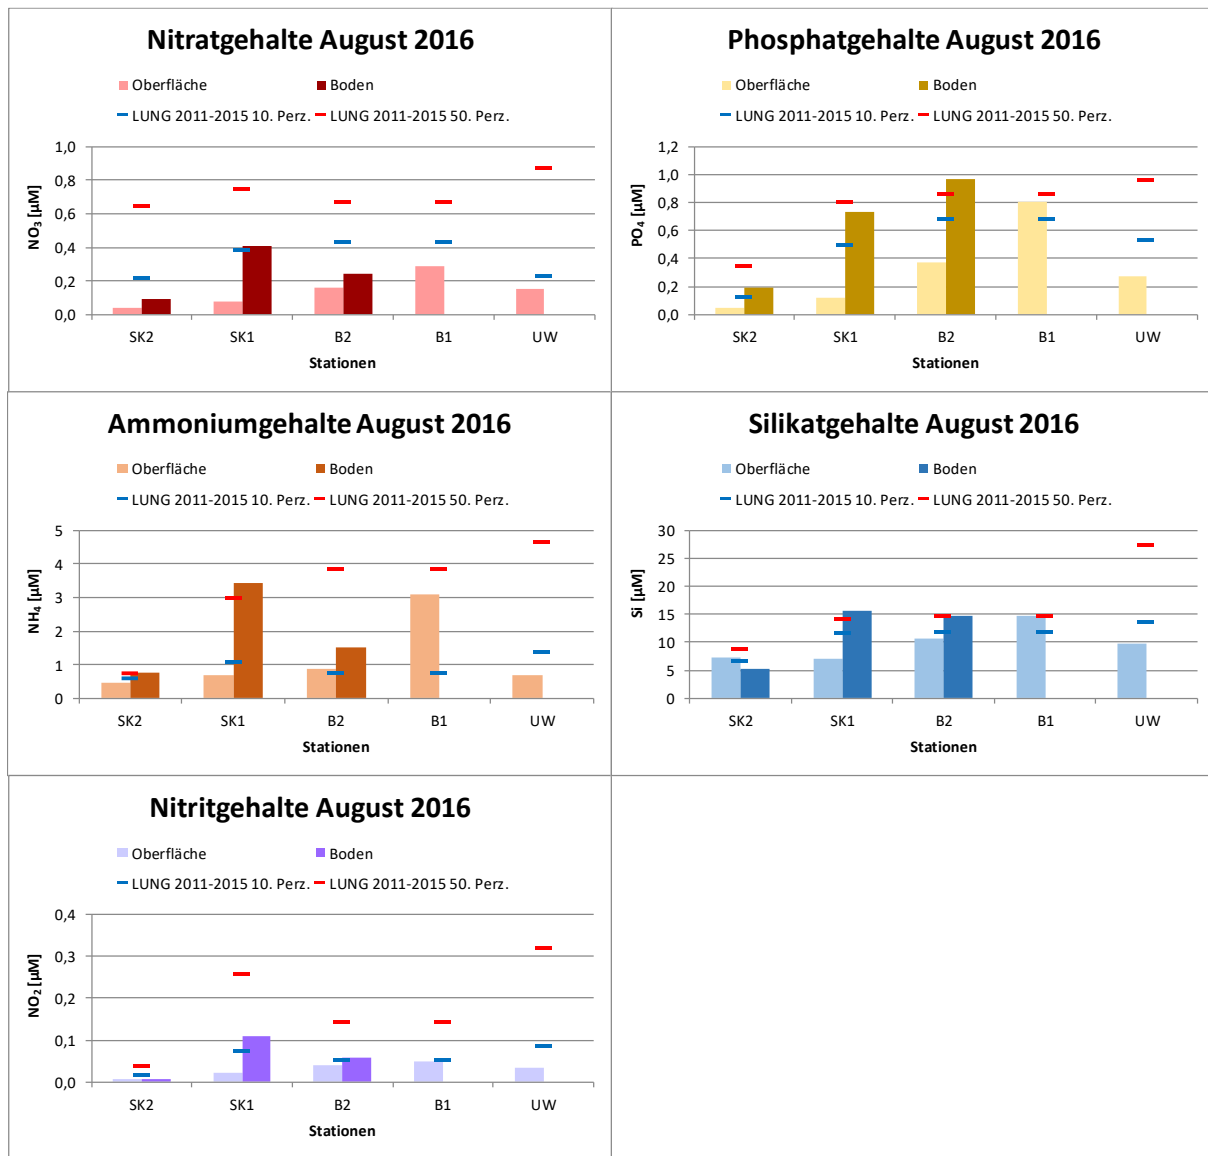 Nitratgehalte August 2016
Oberfläche
Boden
LUNG 2011-2015 10. Perz.
LUNG 2011-2015 50. Perz.
NO₃ [µM]
1,0
0,8
0,6
0,4
0,2
0,0
SK2 SK1 B2 B1 UW
Stationen
Phosphatgehalte August 2016
Oberfläche
Boden
LUNG 2011-2015 10. Perz.
LUNG 2011-2015 50. Perz.
PO₄ [µM]
1,2
1,0
0,8
0,6
0,4
0,2
0,0
SK2 SK1 B2 B1 UW
Stationen
Ammoniumgehalte August 2016
Oberfläche
Boden
LUNG 2011-2015 10. Perz.
LUNG 2011-2015 50. Perz.
NH₄ [µM]
5
4
3
2
1
0
SK2 SK1 B2 B1 UW
Stationen
Silikatgehalte August 2016
Oberfläche
Boden
LUNG 2011-2015 10. Perz.
LUNG 2011-2015 50. Perz.
Si [µM]
30
25
20
15
10
5
0
SK2 SK1 B2 B1 UW
Stationen
Nitritgehalte August 2016
Oberfläche
Boden
LUNG 2011-2015 10. Perz.
LUNG 2011-2015 50. Perz.
NO₂ [µM]
0,4
0,3
0,2
0,1
0,0
SK2 SK1 B2 B1 UW
Stationen